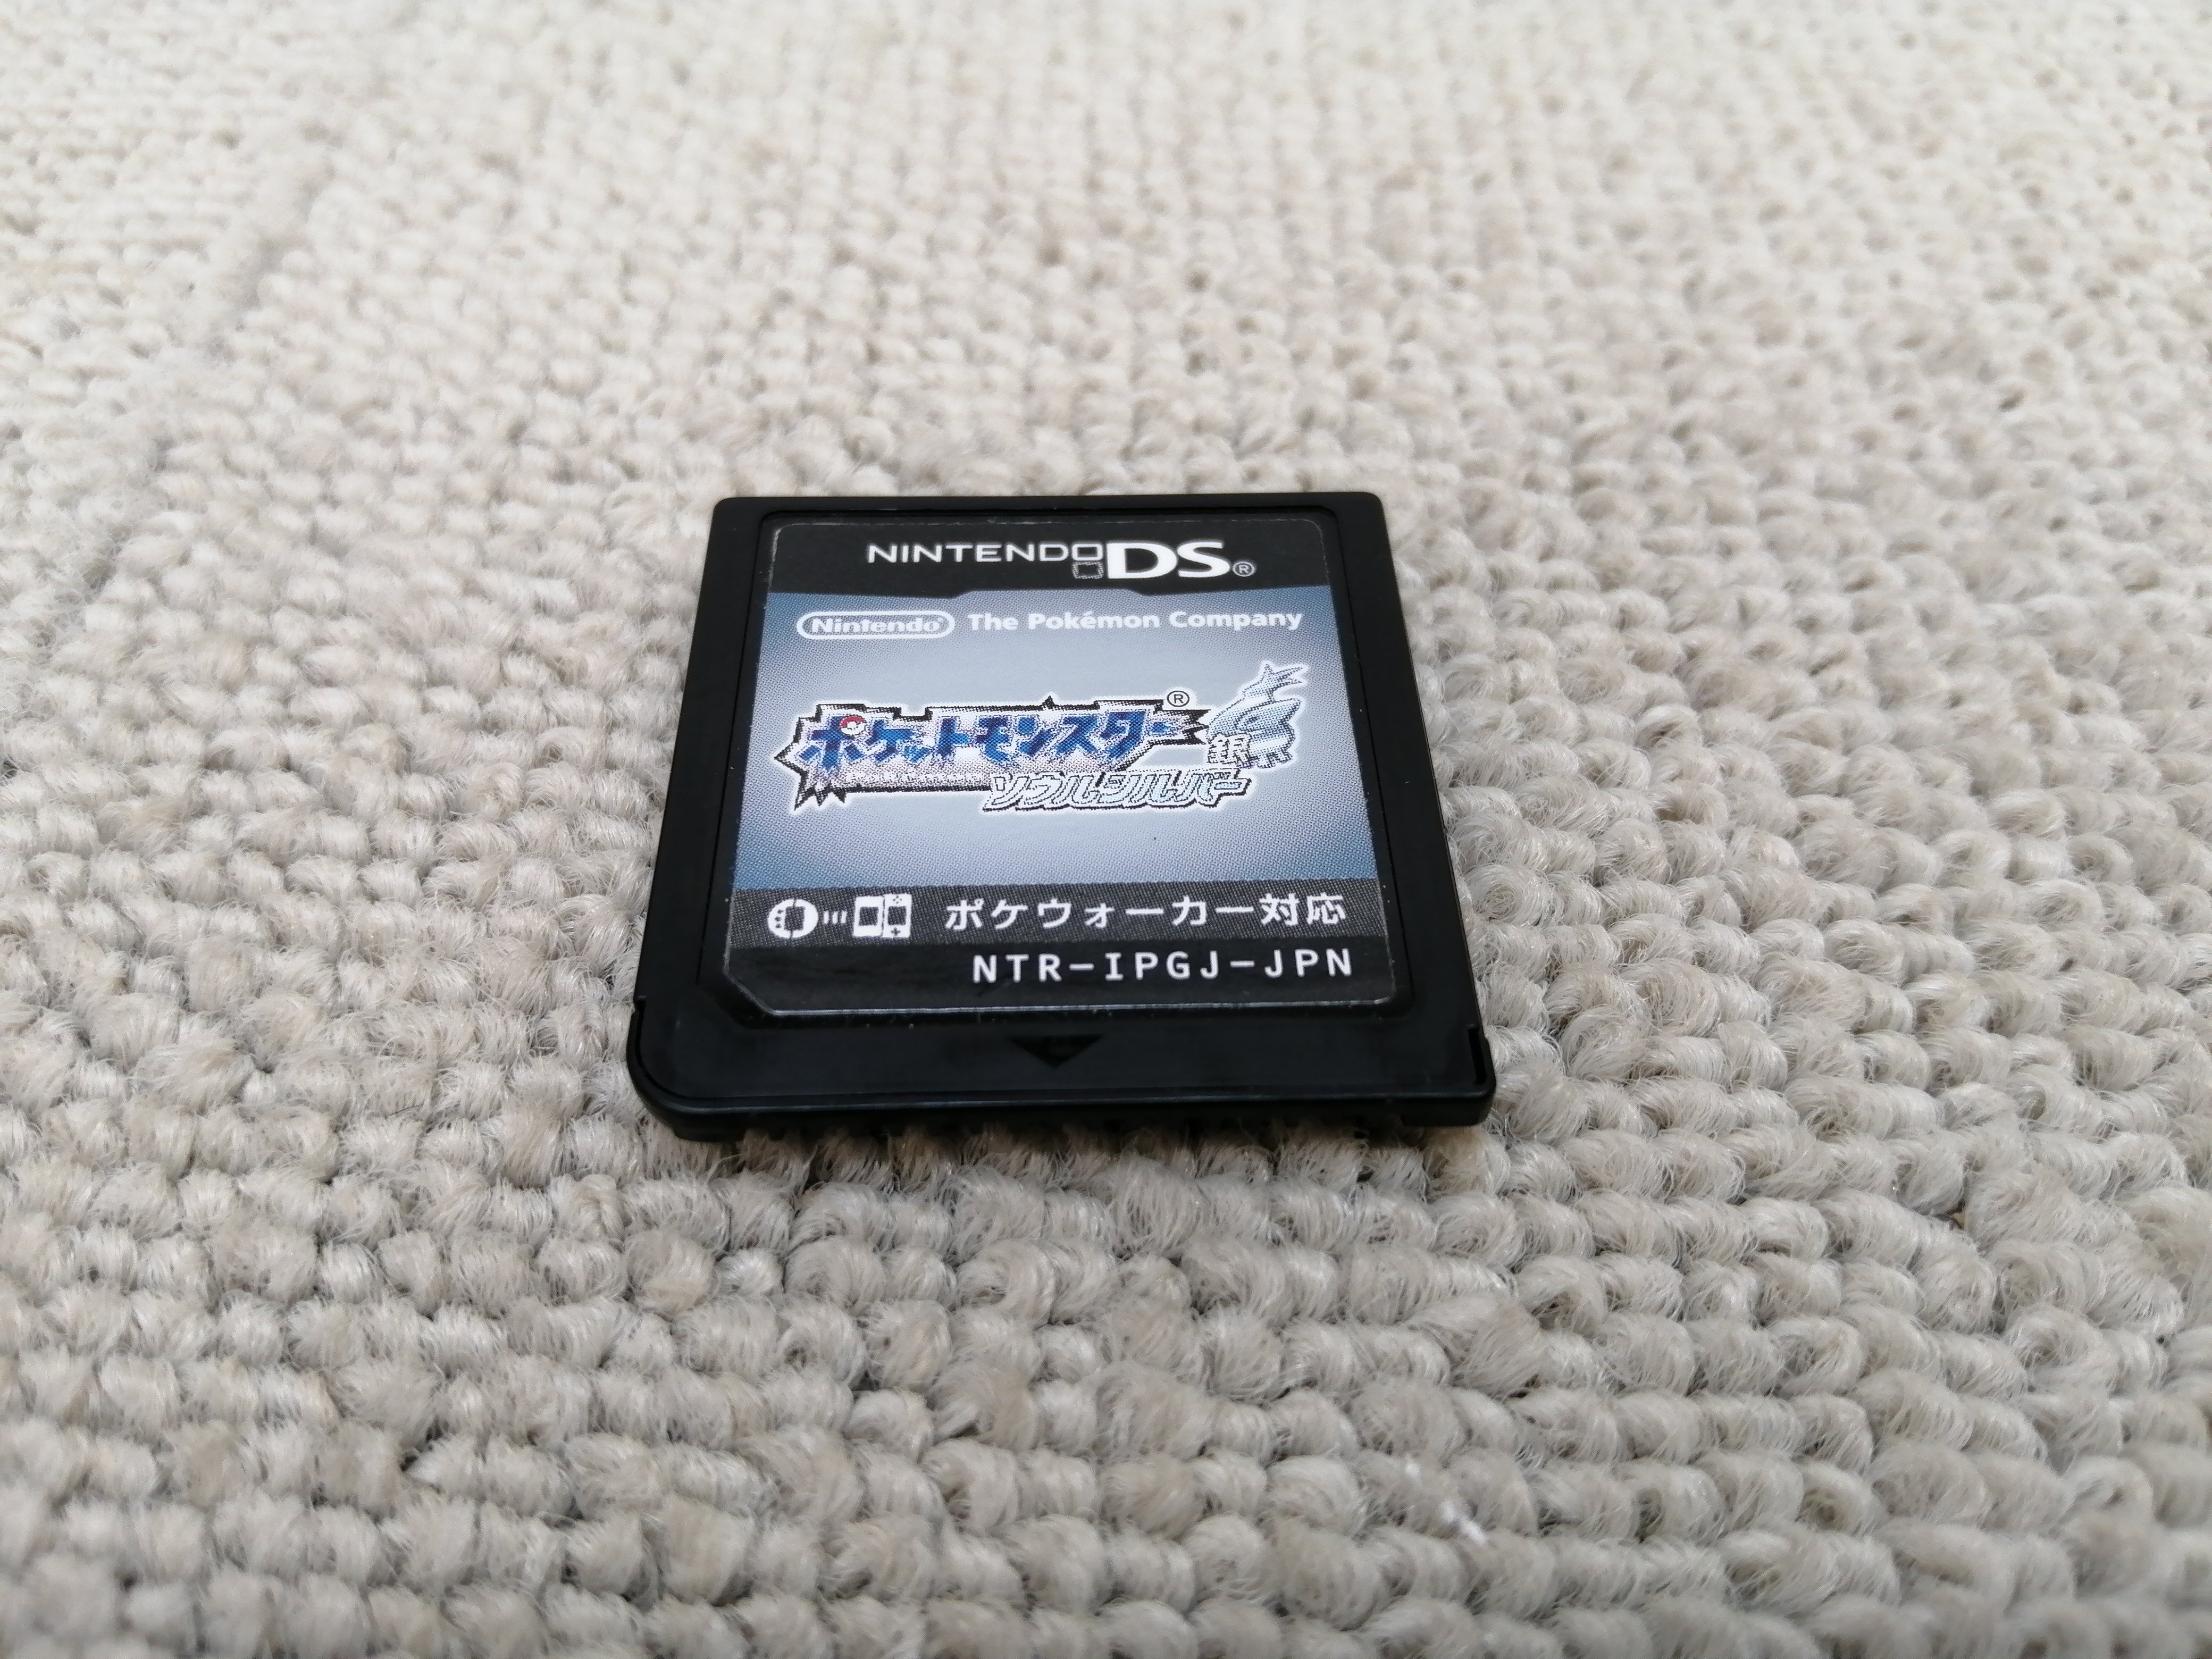 NINTENDO DS®
Nintendo® The Pokémon Company
ポケットモンスター®
銀
ソウルシルバー
ポケウォーカー対応
NTR-IPGJ-JPN